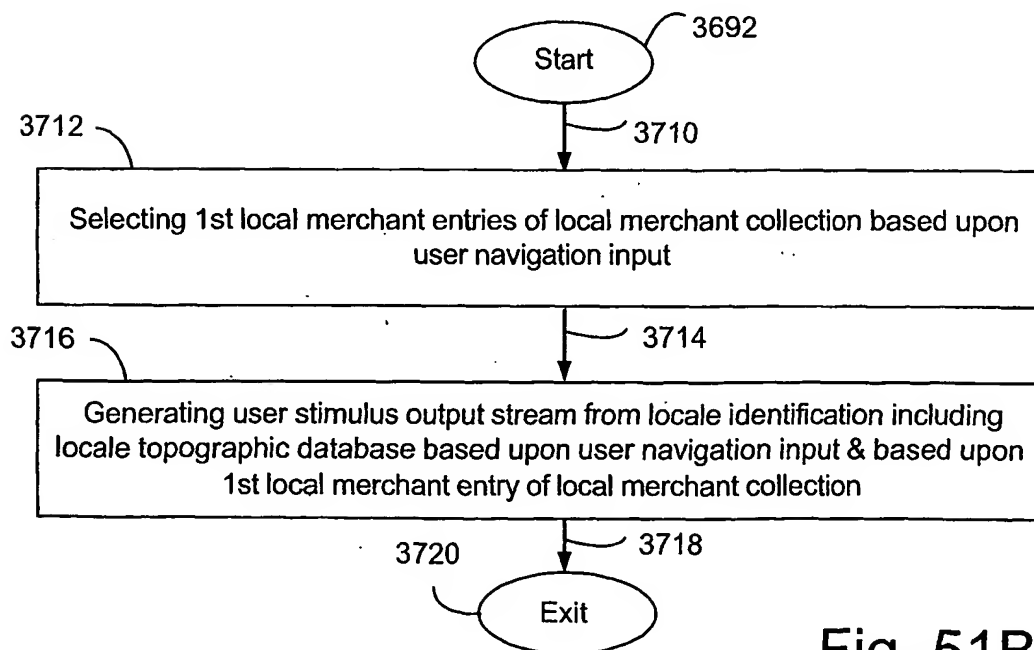 3692
Start
3710
3712
Selecting 1st local merchant entries of local merchant collection based upon
user navigation input
3714
3716
Generating user stimulus output stream from locale identification including
locale topographic database based upon user navigation input & based upon
1st local merchant entry of local merchant collection
3718
3720
Exit
Fig. 51B